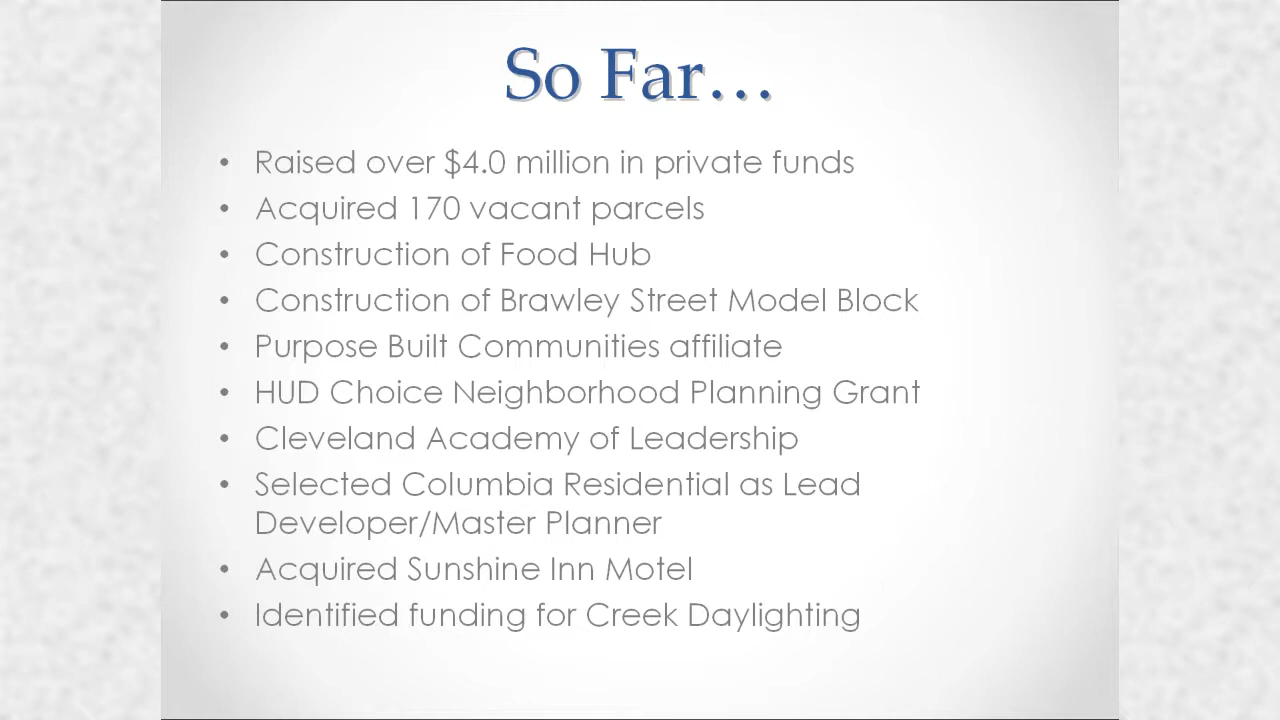 So Far...
• Raised over $4.0 million in private funds
• Acquired 170 vacant parcels
• Construction of Food Hub
• Construction of Brawley Street Model Block
• Purpose Built Communities affiliate
• HUD Choice Neighborhood Planning Grant
• Cleveland Academy of Leadership
• Selected Columbia Residential as Lead
Developer/Master Planner
• Acquired Sunshine Inn Motel
• Identified funding for Creek Daylighting